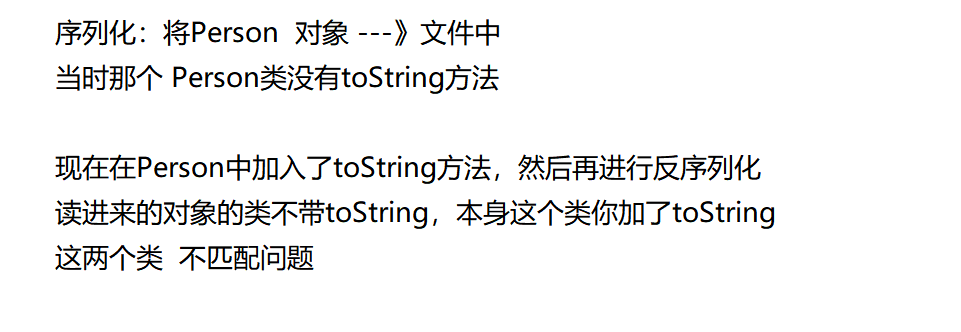 序列化：将Person  对象 ---》文件中
当时那个 Person类没有toString方法
现在在Person中加入了toString方法，然后再进行反序列化
读进来的对象的类不带toString，本身这个类你加了toString
这两个类  不匹配问题